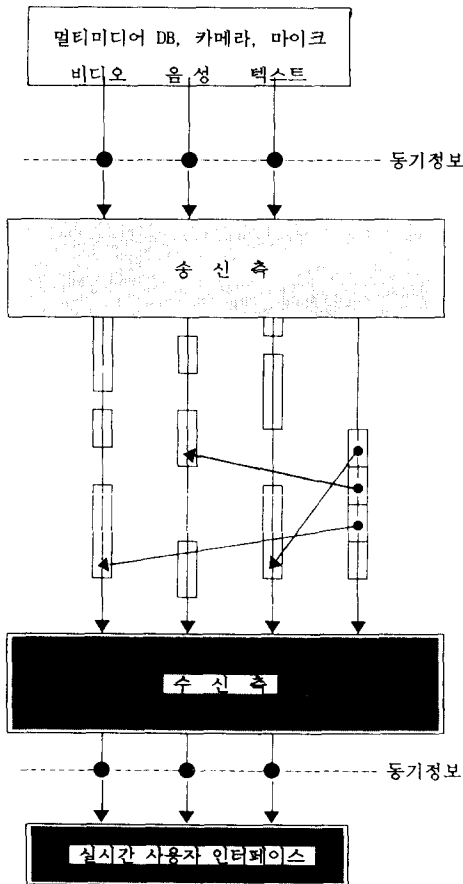 멀티미디어 DB, 카메라, 마이크
비디오 음 성 텍스트
동기정보
송 신 측
수 신 측
동기정보
실시간 사용자 인터페이스